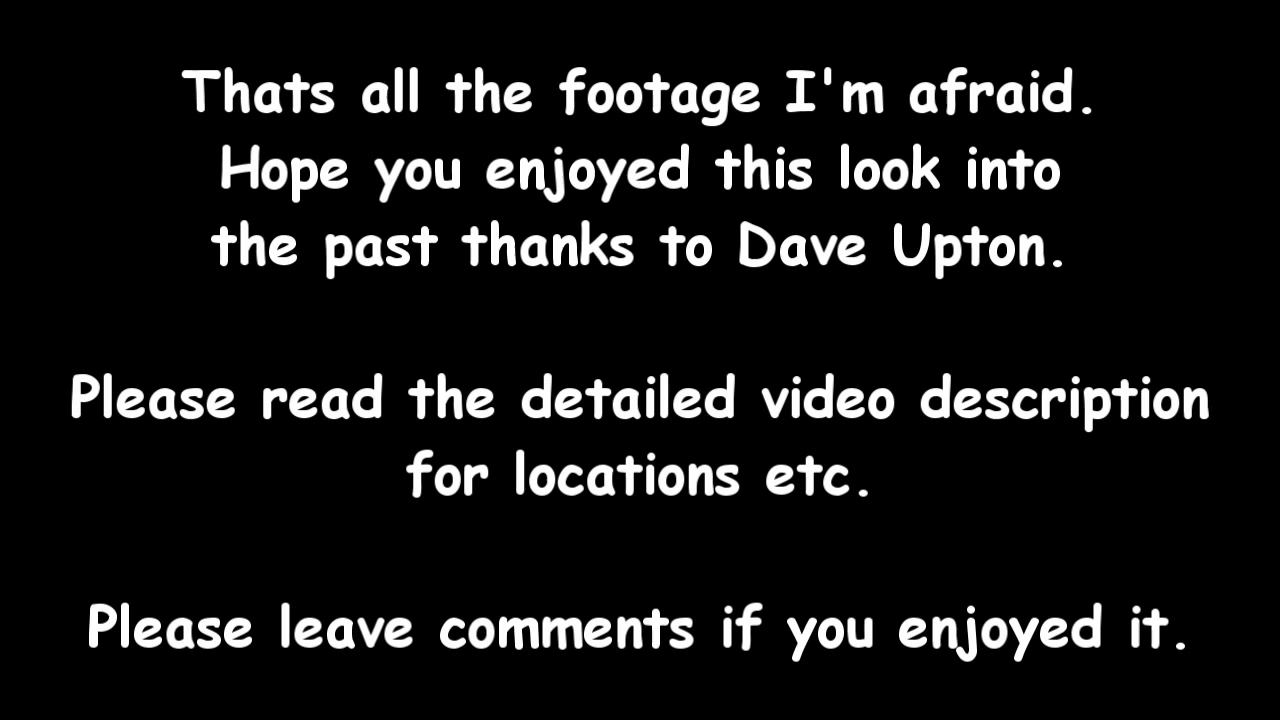 Thats all the footage I'm afraid.
Hope you enjoyed this look into
the past thanks to Dave Upton.
Please read the detailed video description
for locations etc.
Please leave comments if you enjoyed it.